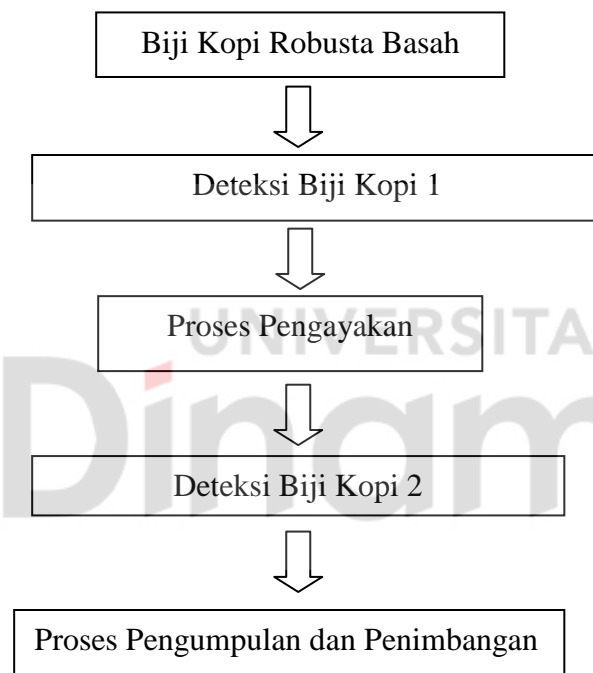 Biji Kopi Robusta Basah
Deteksi Biji Kopi 1
UNIVERSITA
Proses Pengayakan
Dinam
Deteksi Biji Kopi 2
Proses Pengumpulan dan Penimbangan